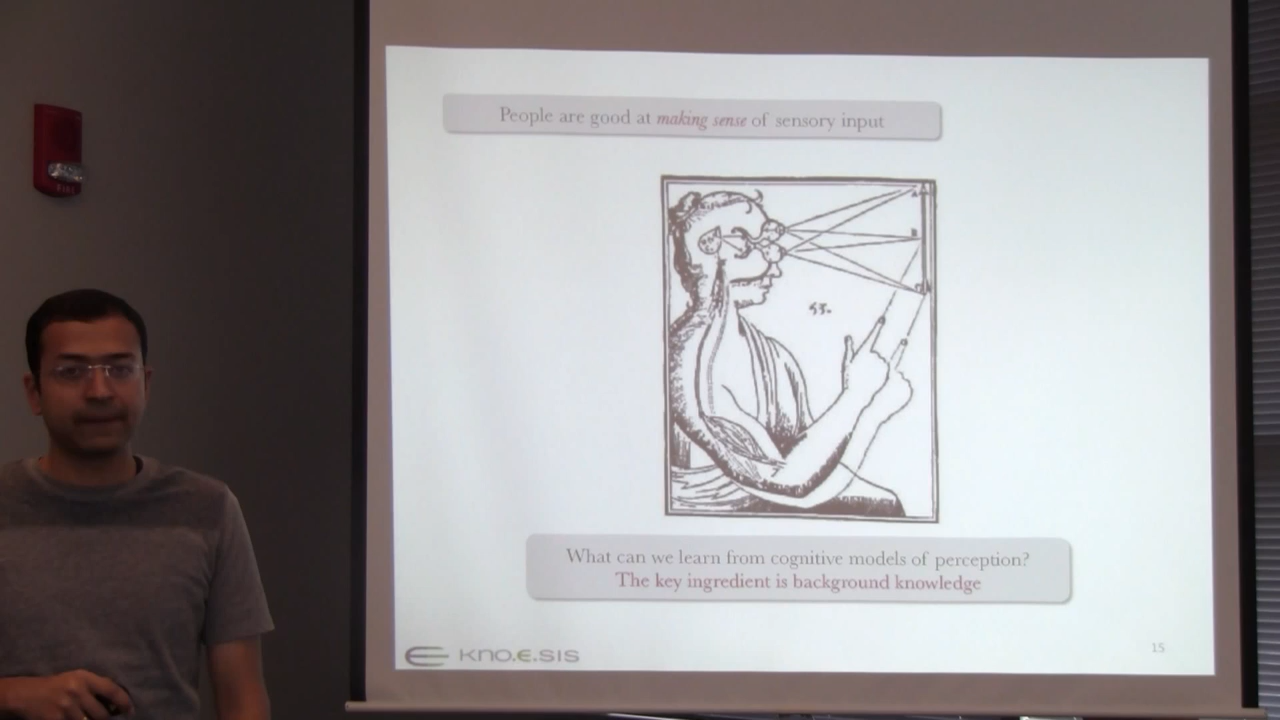 People are good at making sense of sensory input
A
B
53.
What can we learn from cognitive models of perception?
The key ingredient is background knowledge
kno.e.sis
15
FIRE